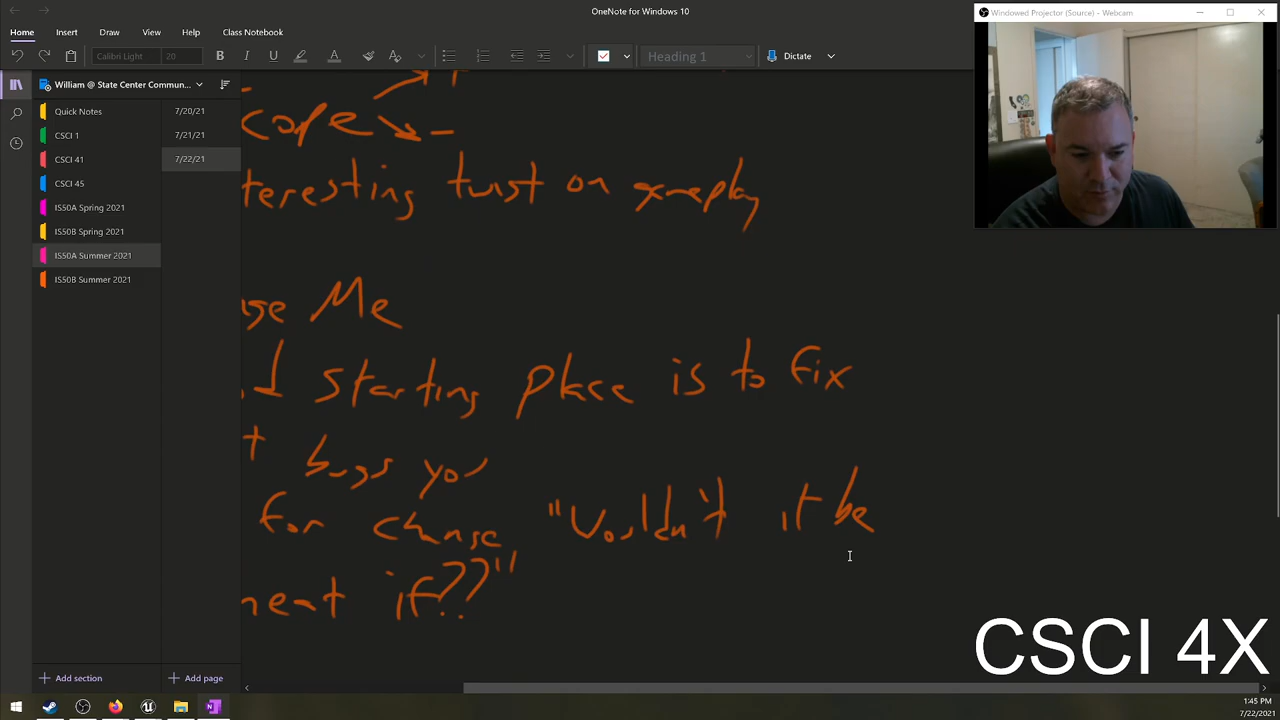 OneNote for Windows 10
Windowed Projector (Source) - Webcam
Home Insert Draw View Help Class Notebook
Calibri Light 20 B I U A Heading 1 Dictate
William @ State Center Commun...
Quick Notes
CSCI 1
CSCI 41
CSCI 45
IS50A Spring 2021
IS50B Spring 2021
IS50A Summer 2021
IS50B Summer 2021
7/20/21
7/21/21
7/22/21
cope
teresting twist on gameplay
se Me
d starting place is to fix
t bugs you
for change "Wouldn't it be
neat if??"
CSCI 4X
Add section
Add page
1:45 PM
7/22/2021